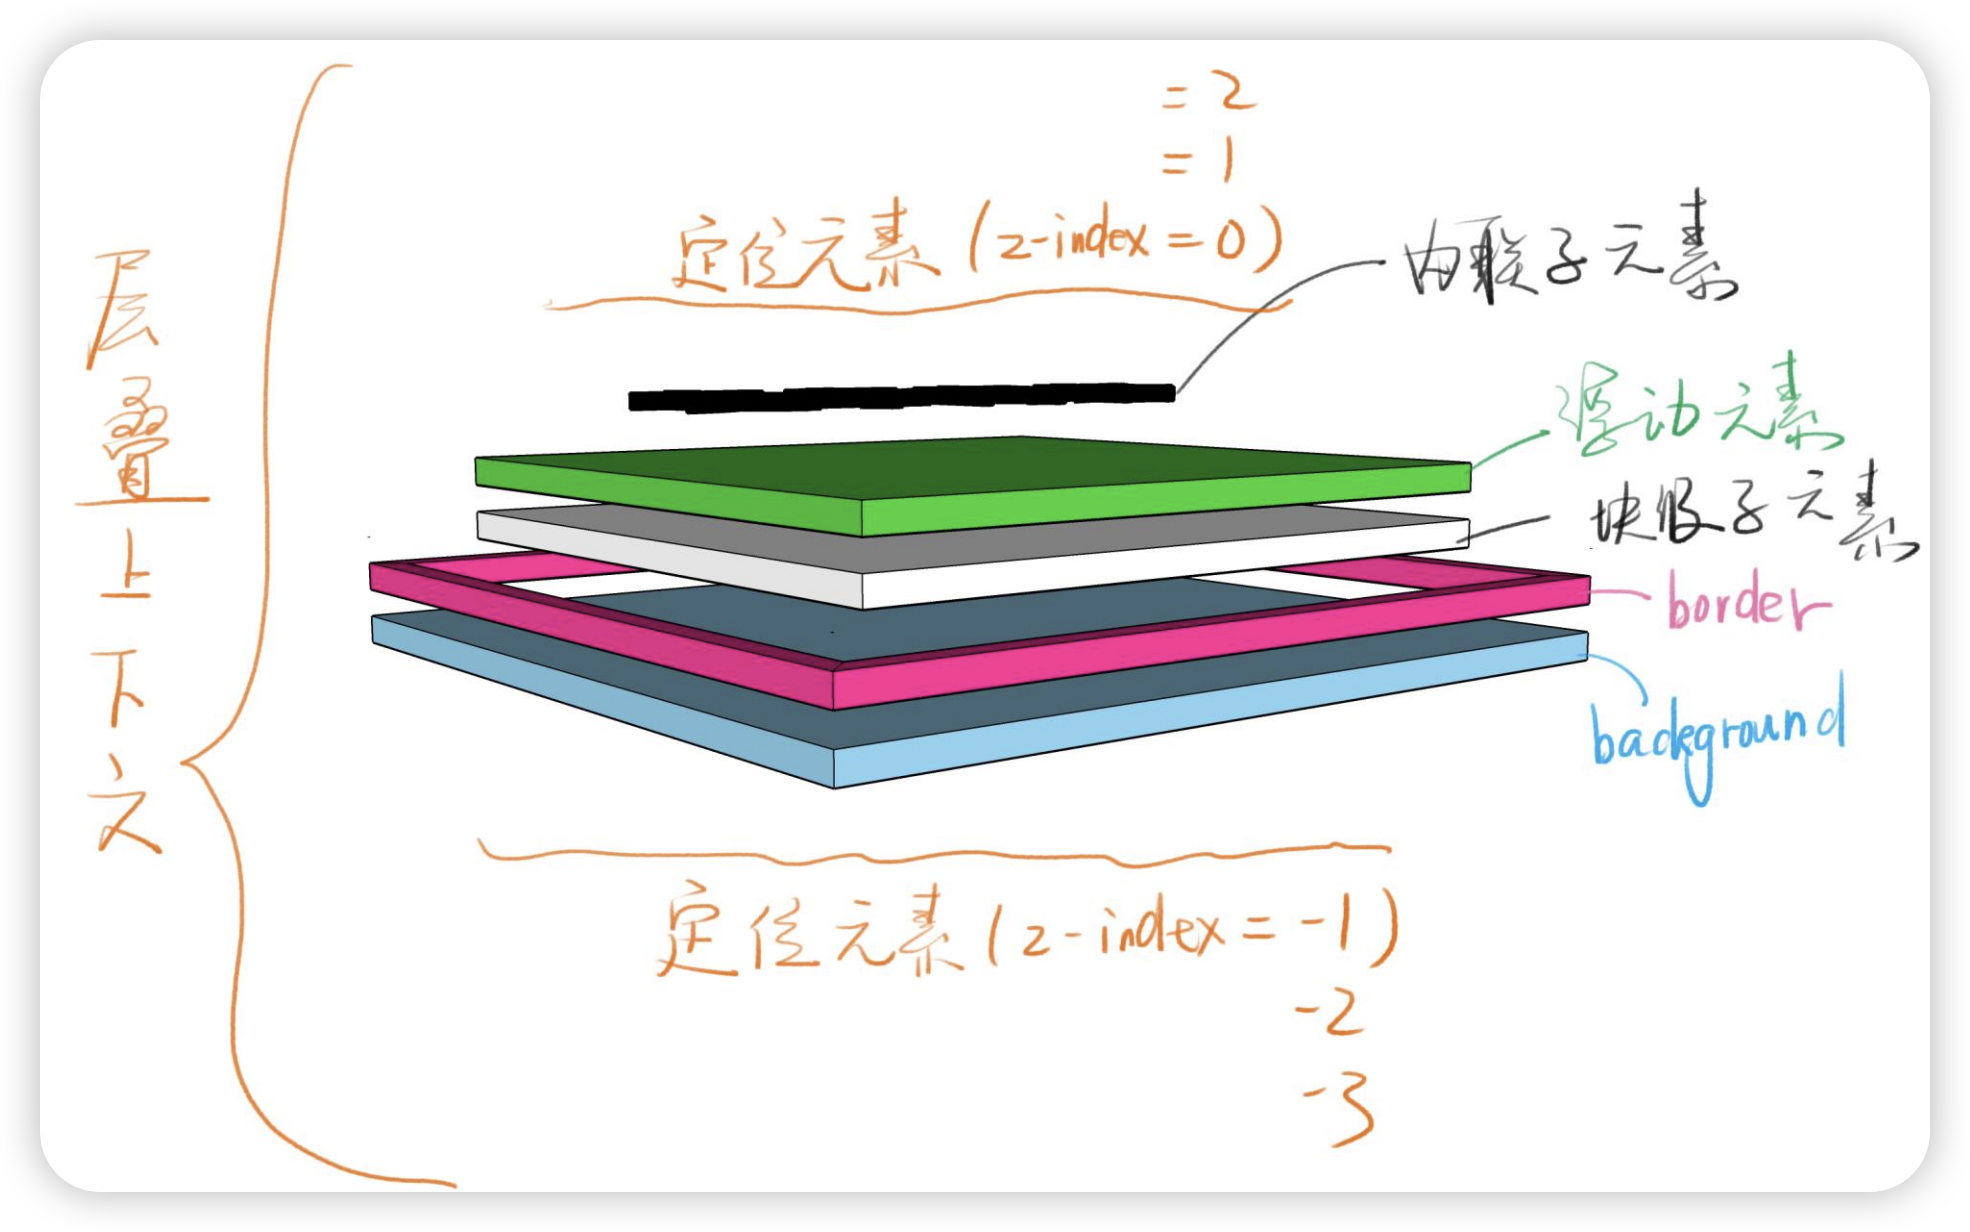 层叠上下文
= 2
= 1
定位元素 (z-index = 0)
内联子元素
浮动元素
块级子元素
border
background
定位元素 (z-index = -1)
-2
-3